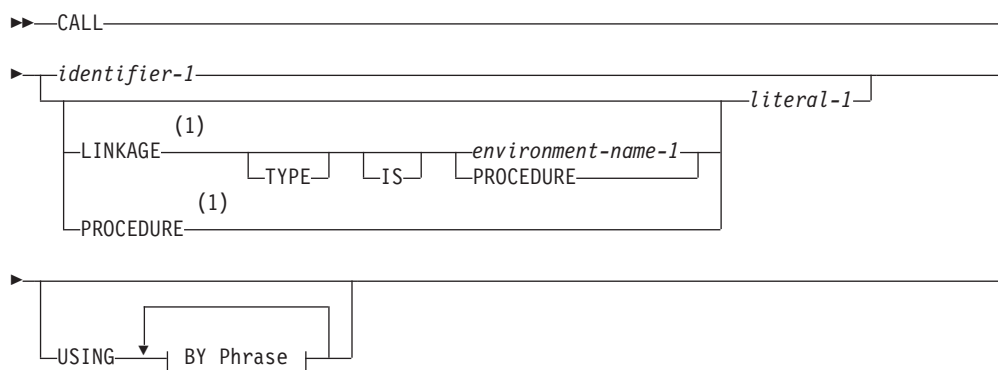 CALL
identifier-1
literal-1
(1)
LINKAGE environment-name-1
TYPE IS PROCEDURE
(1)
PROCEDURE
USING BY Phrase